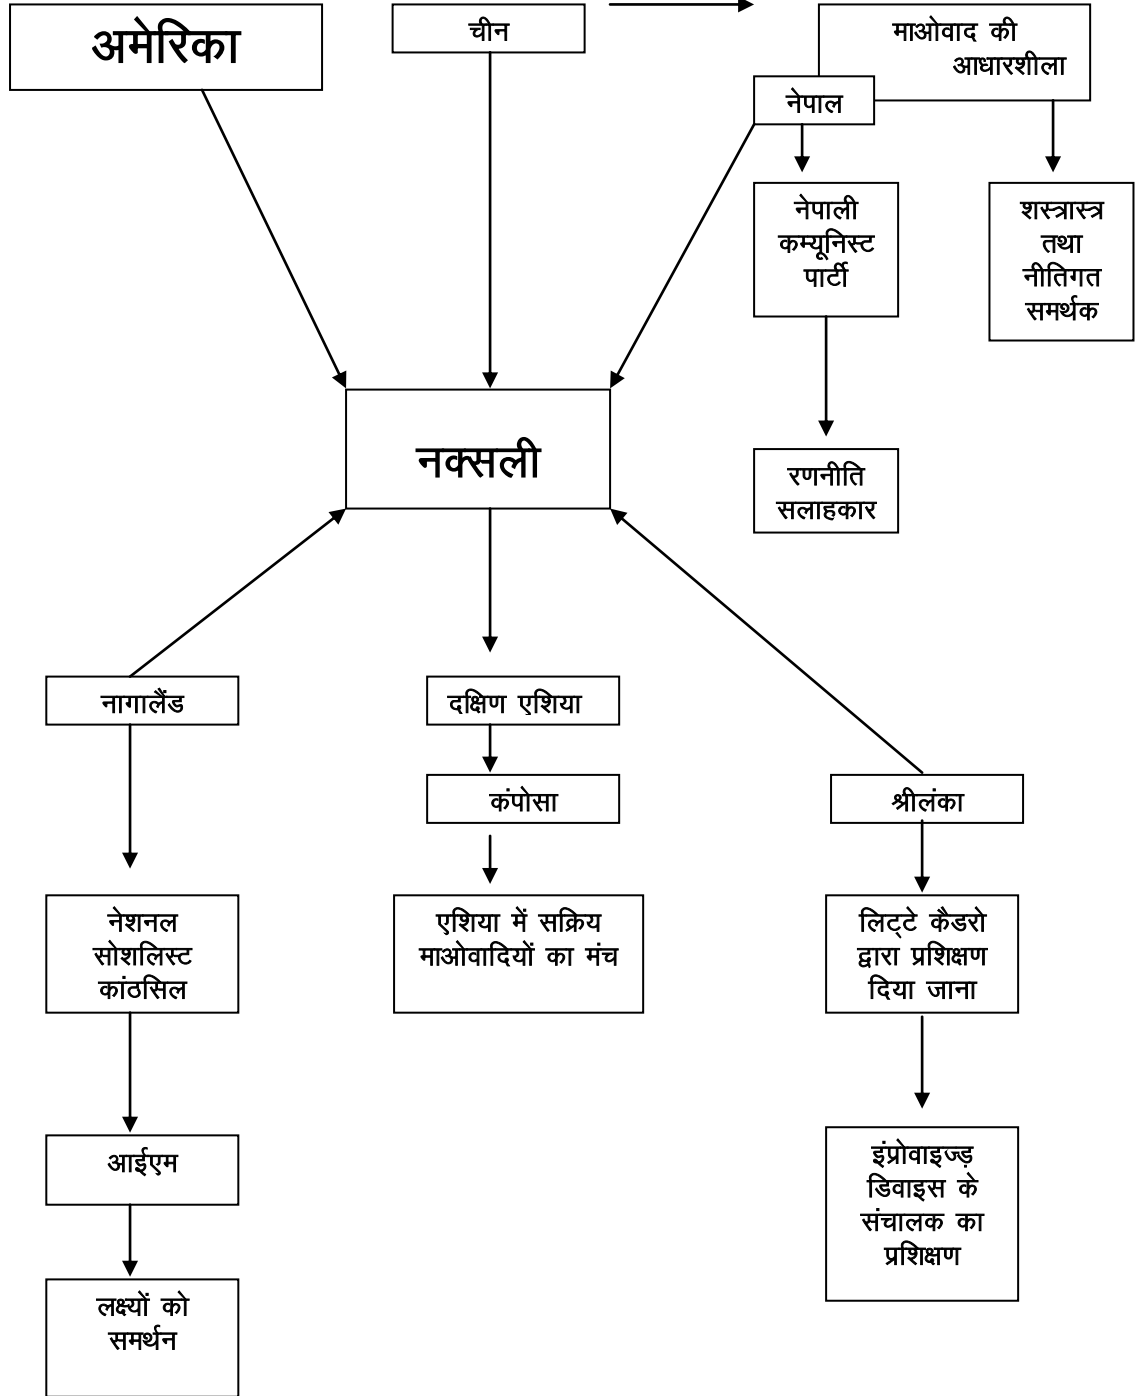 अमेरिका
चीन
माओवाद की
आधारशीला
नेपाल
नेपाली
कम्यूनिस्ट
पार्टी
शस्त्रास्त्र
तथा
नीतिगत
समर्थक
नक्सली
रणनीति
सलाहकार
नागालैंड
दक्षिण एशिया
कंपोसा
श्रीलंका
नेशनल
सोशलिस्ट
कांठसिल
एशिया में सक्रिय
माओवादियों का मंच
लिट्टे कैडरो
द्वारा प्रशिक्षण
दिया जाना
आईएम
इंप्रोवाइज्ड़
डिवाइस के
संचालक का
प्रशिक्षण
लक्ष्यों को
समर्थन